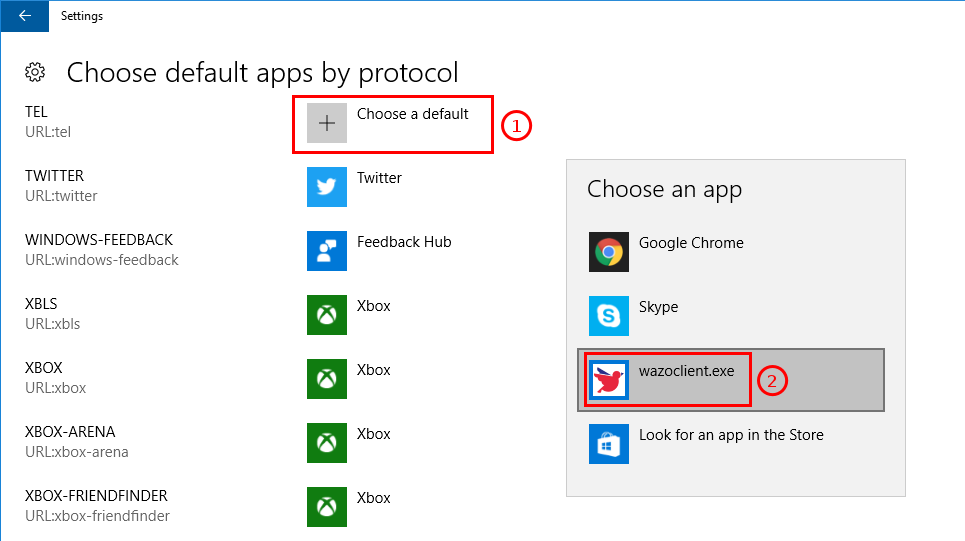 Settings
Choose default apps by protocol
TEL
URL:tel
Choose a default
1
TWITTER
URL:twitter
Twitter
WINDOWS-FEEDBACK
URL:windows-feedback
Feedback Hub
XBLS
URL:xbls
Xbox
XBOX
URL:xbox
Xbox
XBOX-ARENA
URL:xbox-arena
Xbox
XBOX-FRIENDFINDER
URL:xbox-friendfinder
Xbox
Choose an app
Google Chrome
Skype
wazoclient.exe
2
Look for an app in the Store